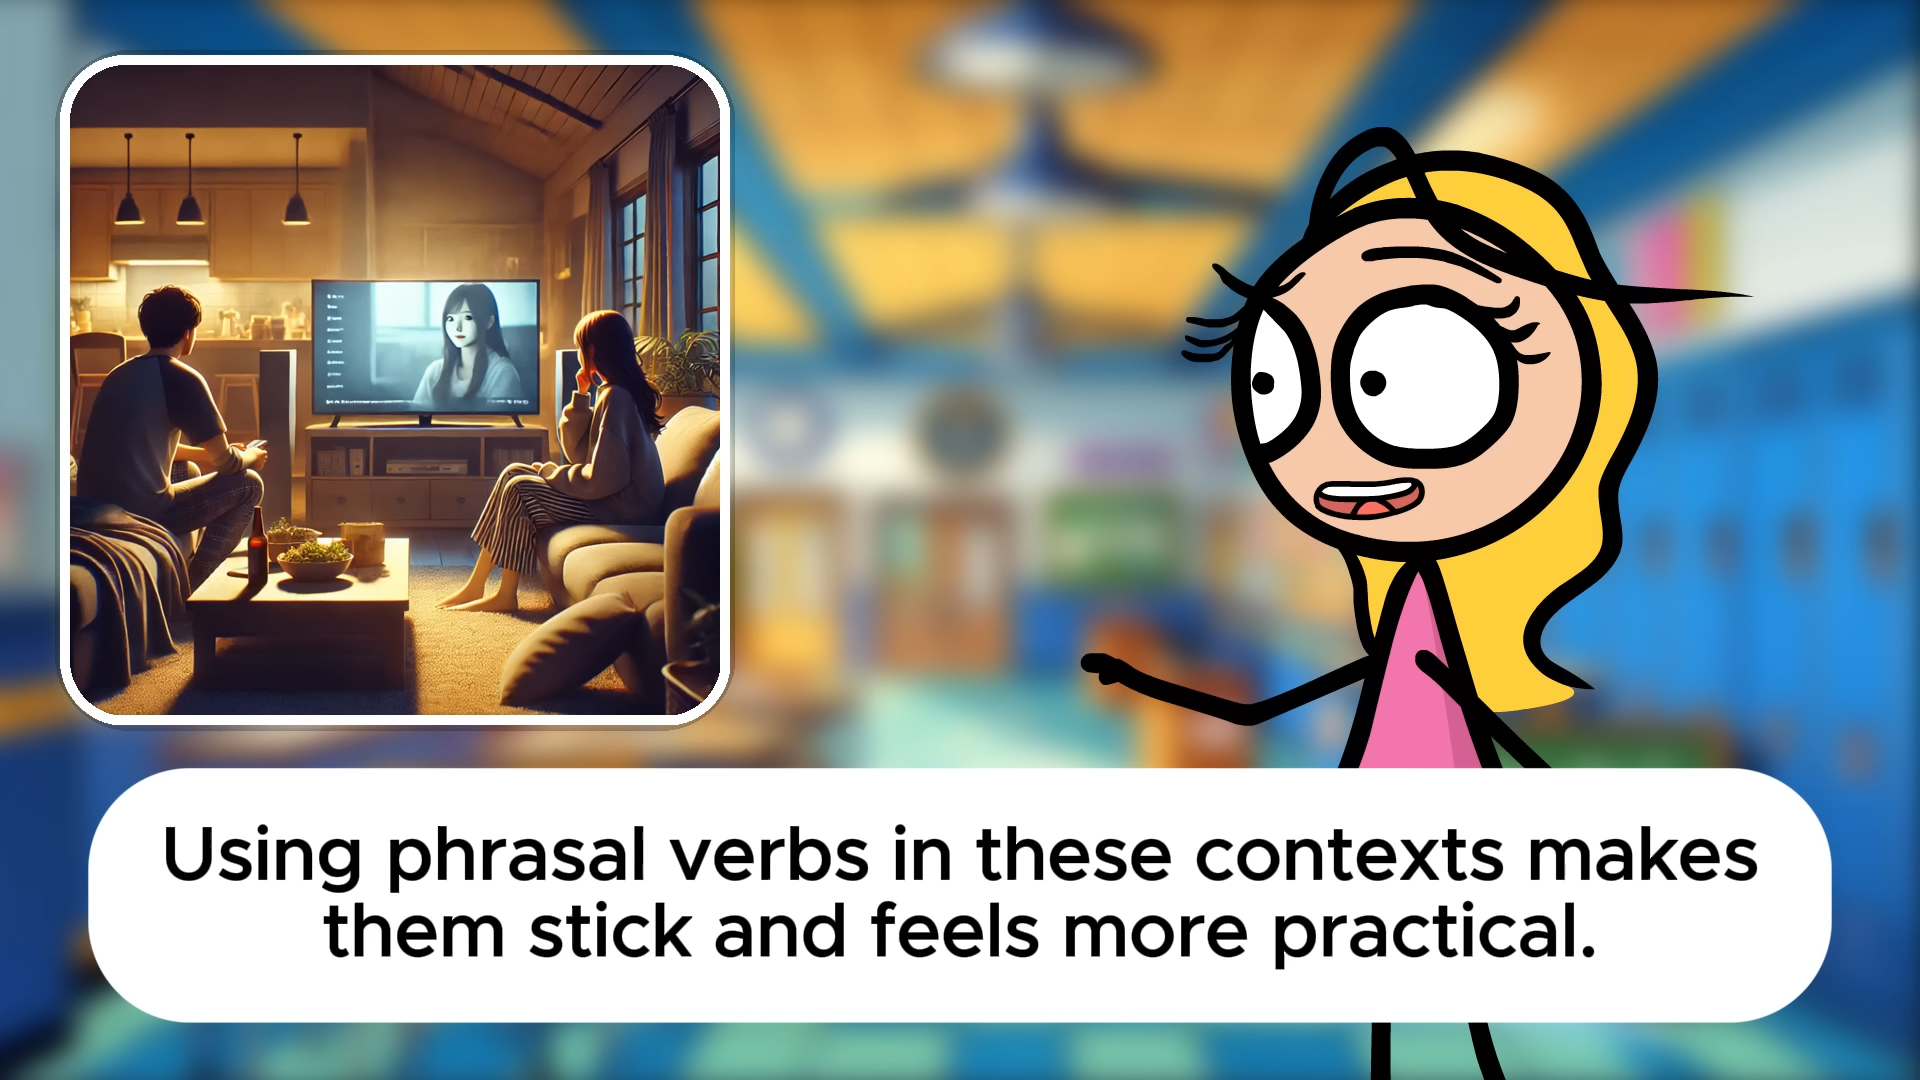 Using phrasal verbs in these contexts makes
them stick and feels more practical.